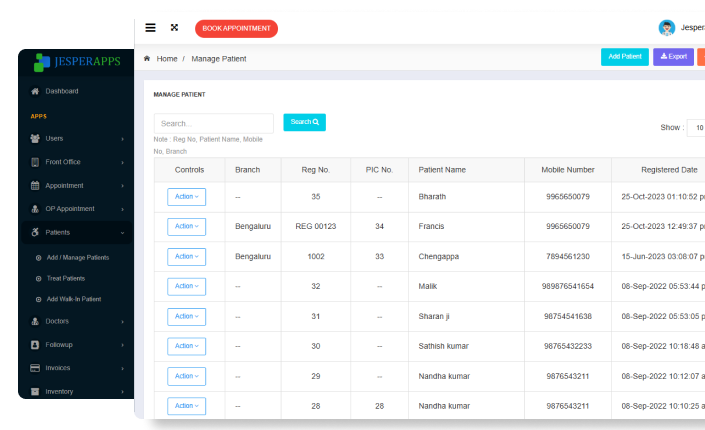 BOOK APPOINTMENT
Jesper
JESPERAPPS
Home / Manage Patient
Add Patient Export
Dashboard
MANAGE PATIENT
APPS
Search...
Search
Show : 10
Users
Note : Reg No, Patient Name, Mobile
No, Branch
Front Office
Controls Branch Reg No. PIC No. Patient Name Mobile Number Registered Date
Appointment
Action -- 35 -- Bharath 9965650079 25-Oct-2023 01:10:52 p
OP Appointment
Action Bengaluru REG 00123 34 Francis 9965650079 25-Oct-2023 12:49:37 p
Patients
Action Bengaluru 1002 33 Chengappa 7894561230 15-Jun-2023 03:08:07 p
Add / Manage Patients
Treat Patients
Action -- 32 -- Malik 989876541654 08-Sep-2022 05:53:44 p
Add Walk-In Patient
Action -- 31 -- Sharan ji 98754541638 08-Sep-2022 05:53:05 p
Doctors
Action -- 30 -- Sathish kumar 98765432233 08-Sep-2022 10:18:48 a
Followup
Invoices
Action -- 29 -- Nandha kumar 9876543211 08-Sep-2022 10:12:07 a
Inventory
Action -- 28 28 Nandha kumar 9876543211 08-Sep-2022 10:10:25 a